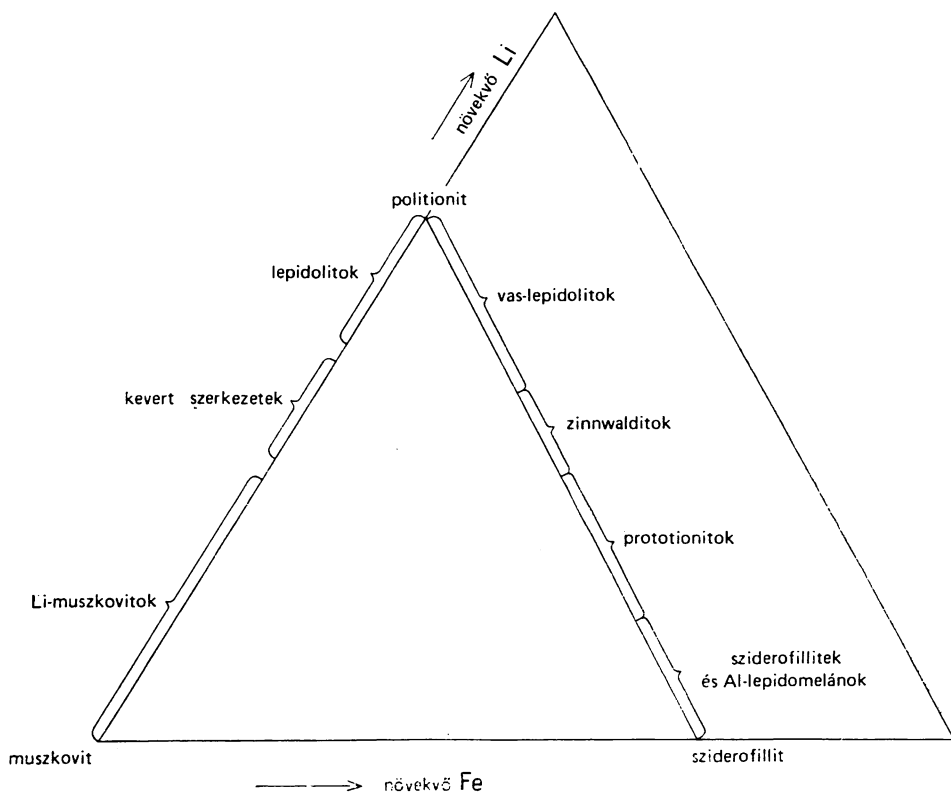 növekvő Li
politionit
lepidolitok
vas-lepidolitok
kevert szerkezetek
zinnwalditok
prototionitok
Li-muszkovitok
sziderofillitek
és Al-lepidomelánok
muszkovit
sziderofillit
növekvő Fe